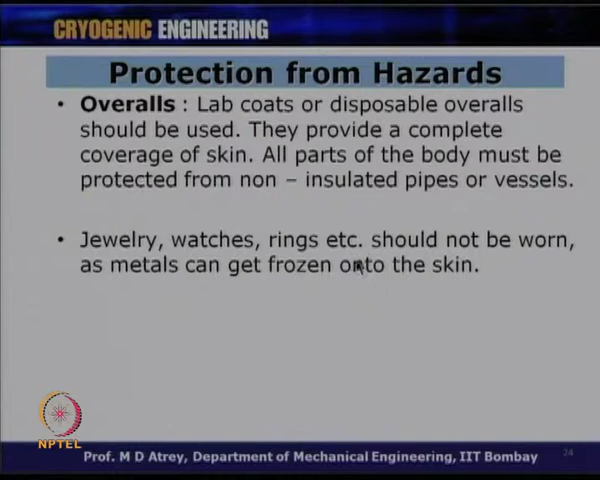 CRYOGENIC ENGINEERING
Protection from Hazards
• Overalls : Lab coats or disposable overalls
should be used. They provide a complete
coverage of skin. All parts of the body must be
protected from non – insulated pipes or vessels.
• Jewelry, watches, rings etc. should not be worn,
as metals can get frozen onto the skin.
NPTEL
Prof. M D Atrey, Department of Mechanical Engineering, IIT Bombay
24